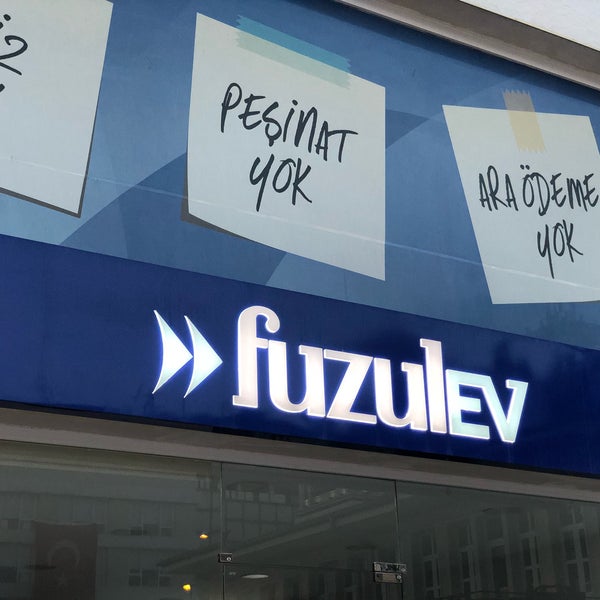 PEŞİNAT
YOK
ARA ÖDEME
YOK
fuzulEV